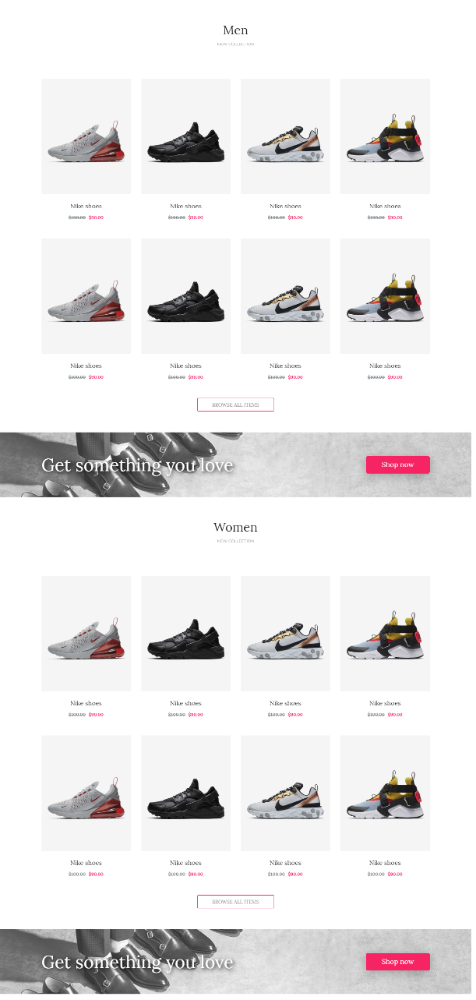 Men
NEW COLLECTION
Nike shoes Nike shoes Nike shoes Nike shoes
$100.00 $90.00 $100.00 $90.00 $100.00 $90.00 $100.00 $90.00
Nike shoes Nike shoes Nike shoes Nike shoes
$100.00 $90.00 $100.00 $90.00 $100.00 $90.00 $100.00 $90.00
BROWSE ALL ITEMS
Get something you love
Shop now
Women
NEW COLLECTION
Nike shoes Nike shoes Nike shoes Nike shoes
$100.00 $90.00 $100.00 $90.00 $100.00 $90.00 $100.00 $90.00
Nike shoes Nike shoes Nike shoes Nike shoes
$100.00 $90.00 $100.00 $90.00 $100.00 $90.00 $100.00 $90.00
BROWSE ALL ITEMS
Get something you love
Shop now